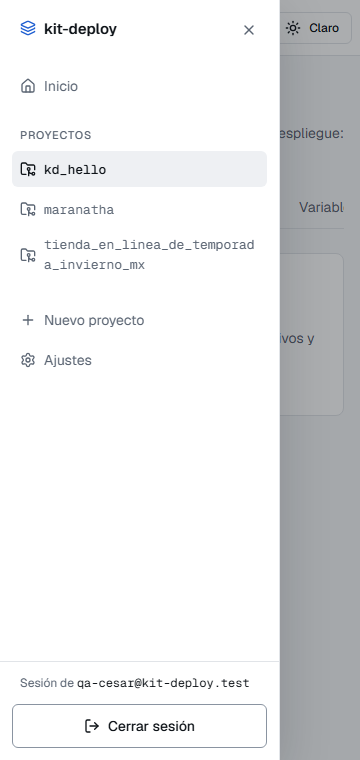 kit-deploy
Claro
Inicio
espliegue:
PROYECTOS
kd_hello
maranatha
Variabl
tienda_en_linea_de_temporad
a_invierno_mx
Nuevo proyecto
ivos y
Ajustes
Sesión de qa-cesar@kit-deploy.test
Cerrar sesión